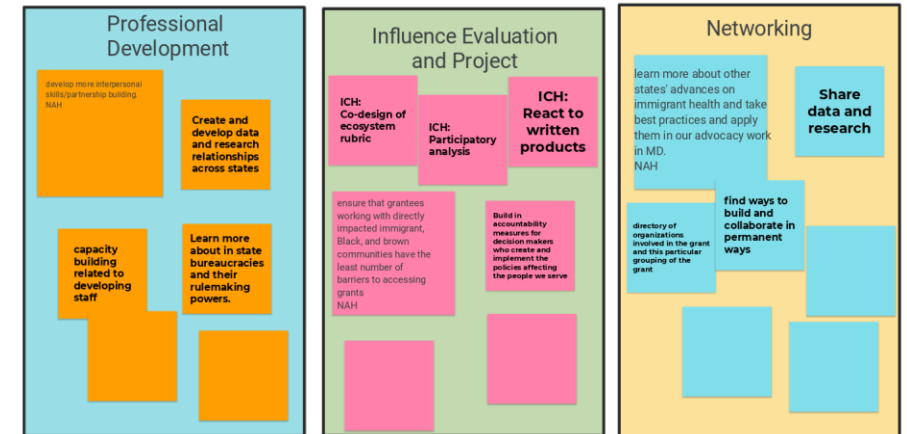 Professional
Development
develop more interpersonal
skills/partnership building.
NAH
Create and
develop data
and research
relationships
across states
capacity
building
related to
developing
staff
Learn more
about in state
bureaucracies
and their
rulemaking
powers.
Influence Evaluation
and Project
ICH:
Co-design of
ecosystem
rubric
ICH:
Participatory
analysis
ICH:
React to
written
products
ensure that grantees
working with directly
impacted immigrant,
Black, and brown
communities have the
least number of
barriers to accessing
grants
NAH
Build in
accountability
measures for
decision makers
who create and
implement the
policies affecting
the people we serve
Networking
learn more about other
states' advances on
immigrant health and take
best practices and apply
them in our advocacy work
in MD.
NAH
Share
data and
research
directory of
organizations
involved in the grant
and this particular
grouping of the
grant
find ways to
build and
collaborate in
permanent
ways